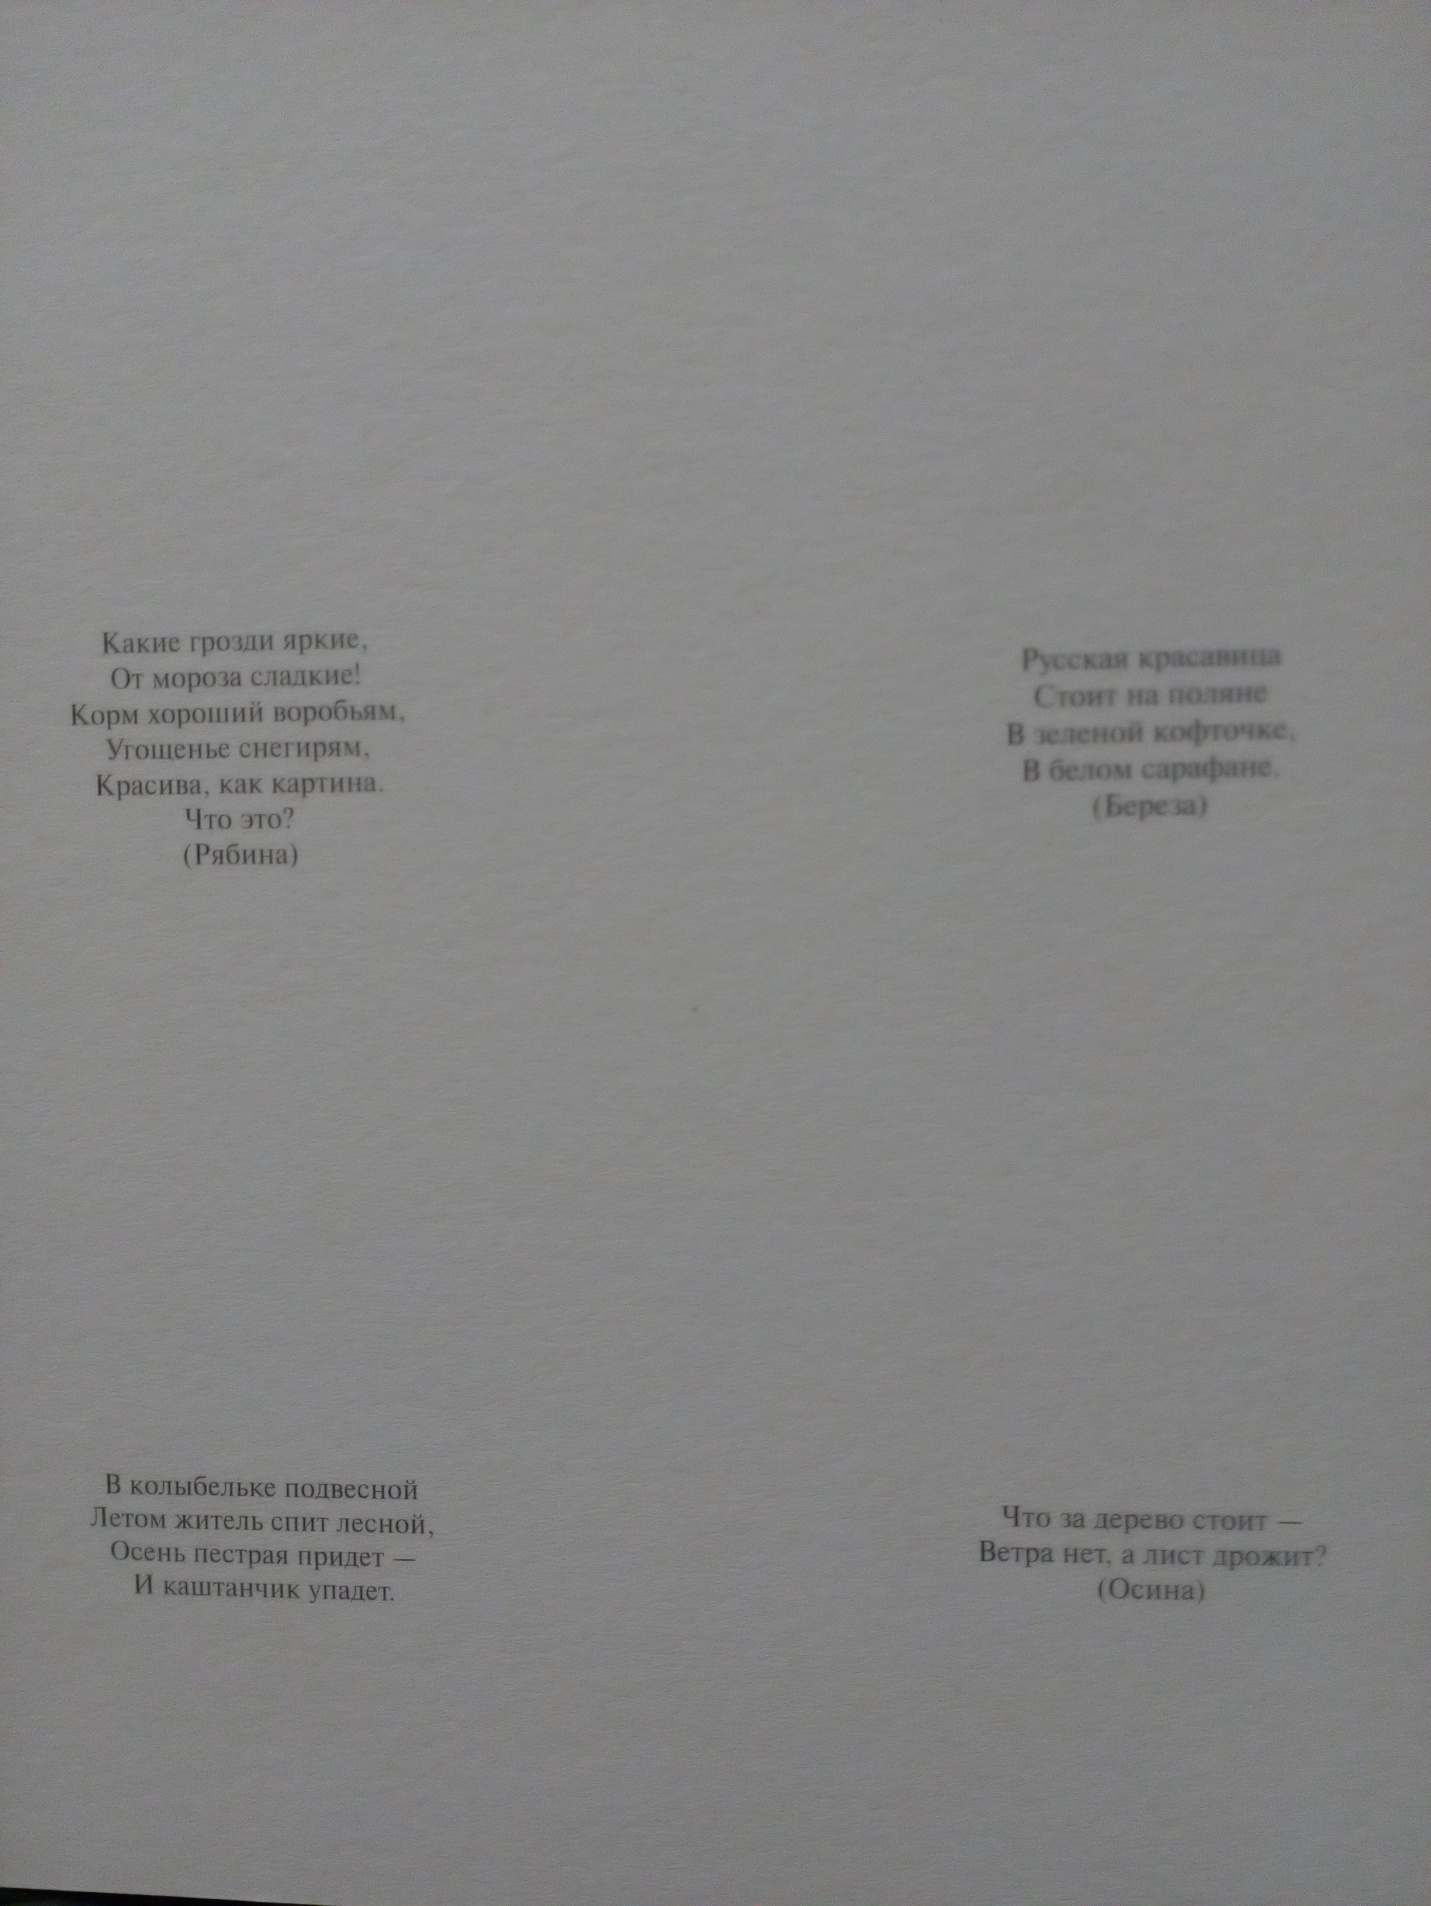 Какие грозди яркие,
От мороза сладкие!
Корм хороший воробьям,
Угощенье снегирям,
Красива, как картина.
Что это?
(Рябина)
Русская красавица
Стоит на поляне
В зеленой кофточке,
В белом сарафане.
(Береза)
В колыбельке подвесной
Летом житель спит лесной,
Осень пестрая придет —
И каштанчик упадет.
Что за дерево стоит —
Ветра нет, а лист дрожит?
(Осина)